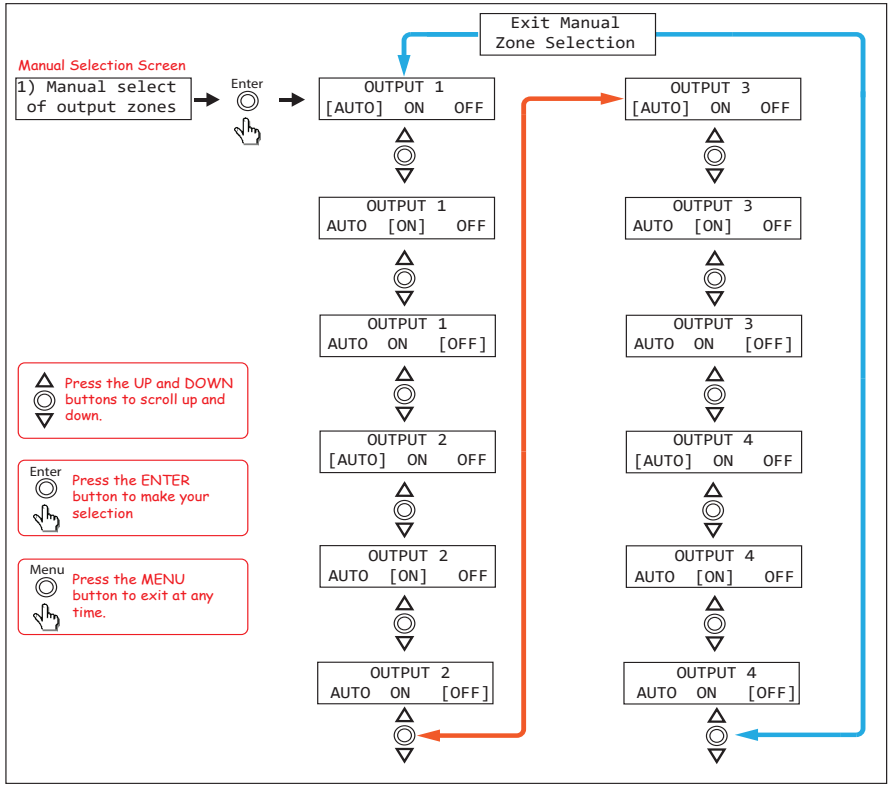 Exit Manual
Zone Selection
Manual Selection Screen
1) Manual select
of output zones
Enter
OUTPUT 1
[AUTO] ON OFF
OUTPUT 1
AUTO [ON] OFF
OUTPUT 1
AUTO ON [OFF]
OUTPUT 2
[AUTO] ON OFF
OUTPUT 2
AUTO [ON] OFF
OUTPUT 2
AUTO ON [OFF]
OUTPUT 3
[AUTO] ON OFF
OUTPUT 3
AUTO [ON] OFF
OUTPUT 3
AUTO ON [OFF]
OUTPUT 4
[AUTO] ON OFF
OUTPUT 4
AUTO [ON] OFF
OUTPUT 4
AUTO ON [OFF]
Press the UP and DOWN
buttons to scroll up and
down.
Enter
Press the ENTER
button to make your
selection
Menu
Press the MENU
button to exit at any
time.